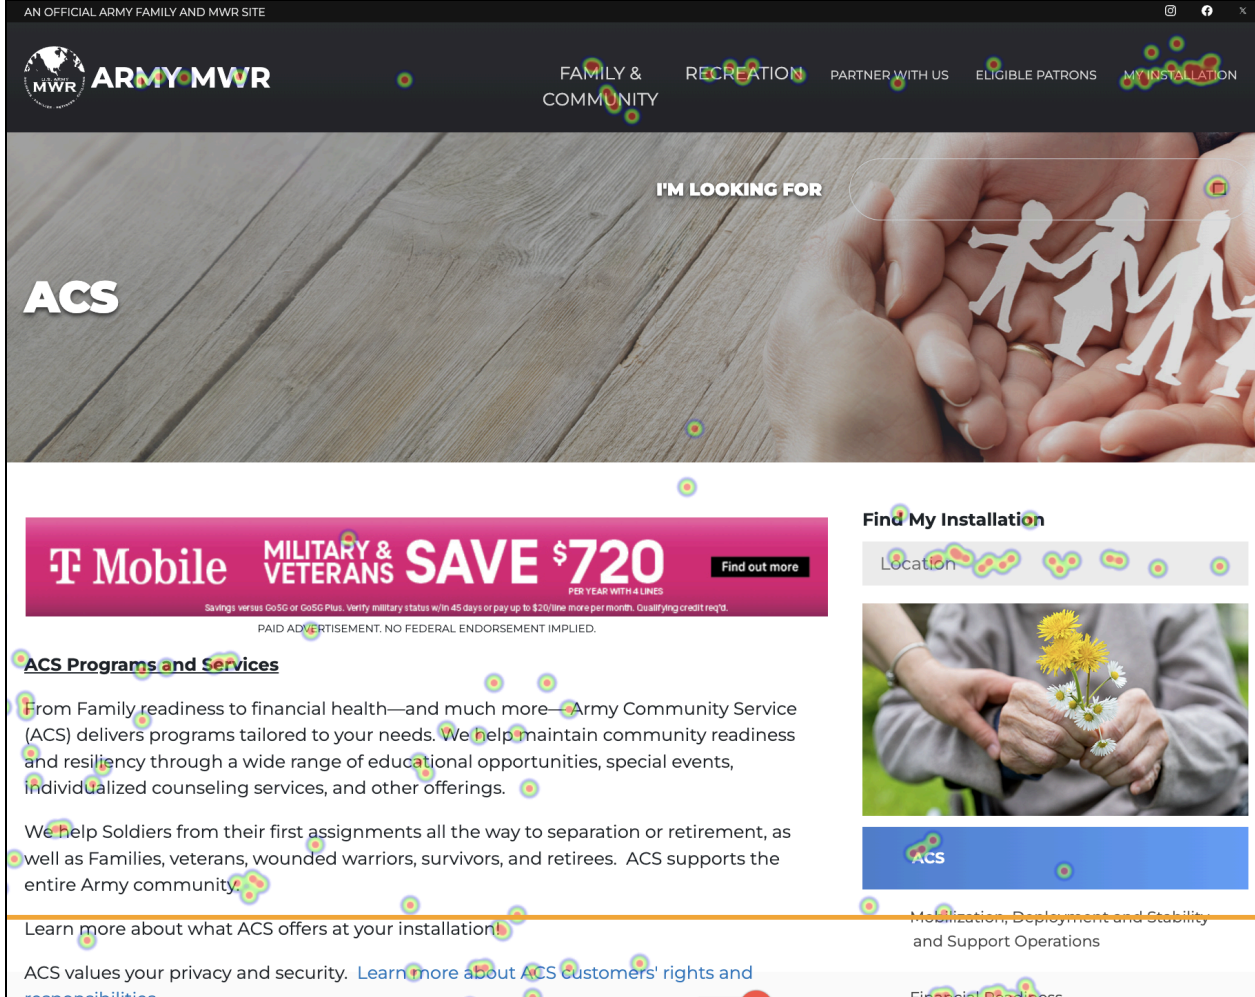 AN OFFICIAL ARMY FAMILY AND MWR SITE
U.S. ARMY
MWR
ARMY MWR
FAMILY &
COMMUNITY
RECREATION
PARTNER WITH US
ELIGIBLE PATRONS
MY INSTALLATION
I'M LOOKING FOR
ACS
T Mobile
MILITARY &
VETERANS
SAVE $720
PER YEAR WITH 4 LINES
Find out more
Savings versus Go5G or Go5G Plus. Verify military status w/in 45 days or pay up to $20/line more per month. Qualifying credit req'd.
PAID ADVERTISEMENT. NO FEDERAL ENDORSEMENT IMPLIED.
ACS Programs and Services
From Family readiness to financial health—and much more—Army Community Service
(ACS) delivers programs tailored to your needs. We help maintain community readiness
and resiliency through a wide range of educational opportunities, special events,
individualized counseling services, and other offerings.
We help Soldiers from their first assignments all the way to separation or retirement, as
well as Families, veterans, wounded warriors, survivors, and retirees. ACS supports the
entire Army community.
Learn more about what ACS offers at your installation!
ACS values your privacy and security. Learn more about ACS customers' rights and
responsibilities
Find My Installation
Location
ACS
Mobilization, Deployment and Stability
and Support Operations
Financial Readiness